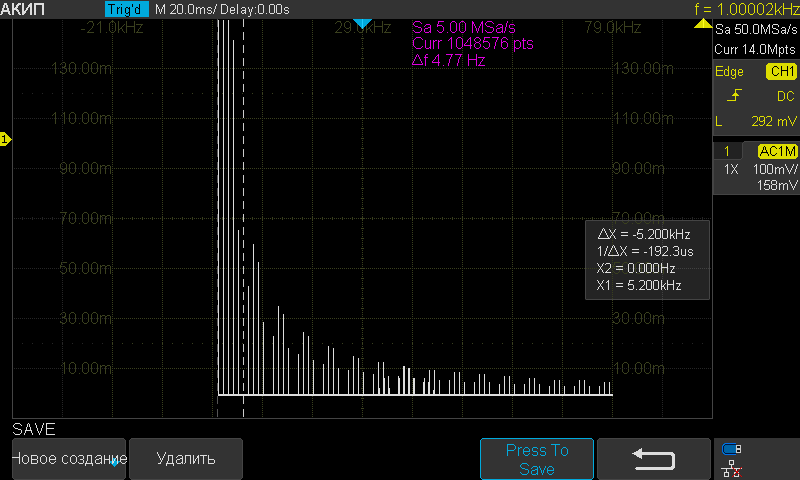 АКИП Trig'd M 20.0ms/ Delay:0.00s f = 1.00002kHz
-21.0kHz 29.0kHz 79.0kHz
Sa 5.00 MSa/s
Curr 1048576 pts
Δf 4.77 Hz
Sa 50.0MSa/s
Curr 14.0Mpts
Edge CH1
DC
L 292 mV
1 AC1M
1X 100mV/
158mV
1
130.00m 130.00m
110.00m 110.00m
90.00m 90.00m
70.00m 70.00m
50.00m
30.00m 30.00m
10.00m 10.00m
ΔX = -5.200kHz
1/ΔX = -192.3us
X2 = 0.000Hz
X1 = 5.200kHz
SAVE
Новое создание
Удалить
Press To
Save